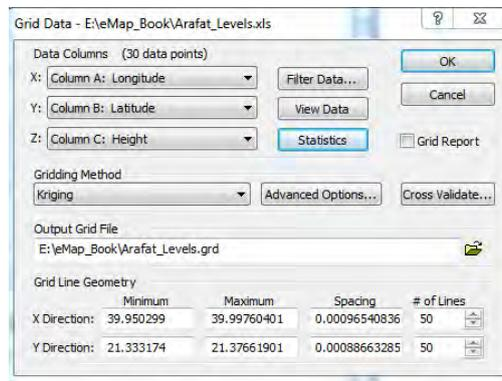 Grid Data - E:\eMap_Book\Arafat_Levels.xls
Data Columns (30 data points)
X: Column A: Longitude
Filter Data...
OK
Y: Column B: Latitude
View Data
Cancel
Z: Column C: Height
Statistics
Grid Report
Gridding Method
Kriging
Advanced Options...
Cross Validate...
Output Grid File
E:\eMap_Book\Arafat_Levels.grd
Grid Line Geometry
Minimum Maximum Spacing # of Lines
X Direction: 39.950299 39.99760401 0.00096540836 50
Y Direction: 21.333174 21.37661901 0.00088663285 50